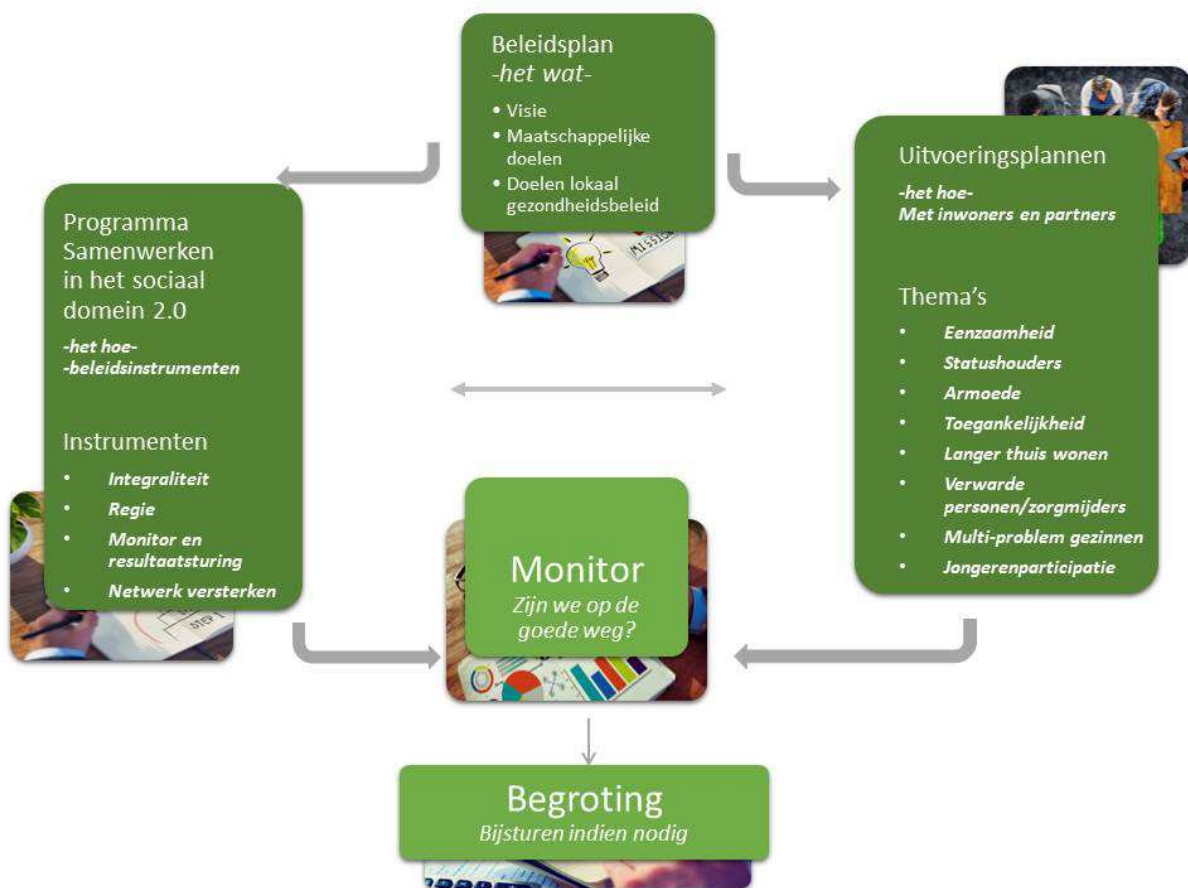 Beleidsplan
-het wat-
• Visie
• Maatschappelijke
doelen
• Doelen lokaal
gezondheidsbeleid
MISSION
Programma
Samenwerken
in het sociaal
domein 2.0
-het hoe-
-beleidsinstrumenten
Instrumenten
• Integraliteit
• Regie
• Monitor en
resultaatsturing
• Netwerk versterken
STEP 1
Uitvoeringsplannen
-het hoe-
Met inwoners en partners
Thema's
• Eenzaamheid
• Statushouders
• Armoede
• Toegankelijkheid
• Langer thuis wonen
• Verwarde
personen/zorgmijders
• Multi-problem gezinnen
• Jongerenparticipatie
Monitor
Zijn we op de
goede weg?
Begroting
Bijsturen indien nodig